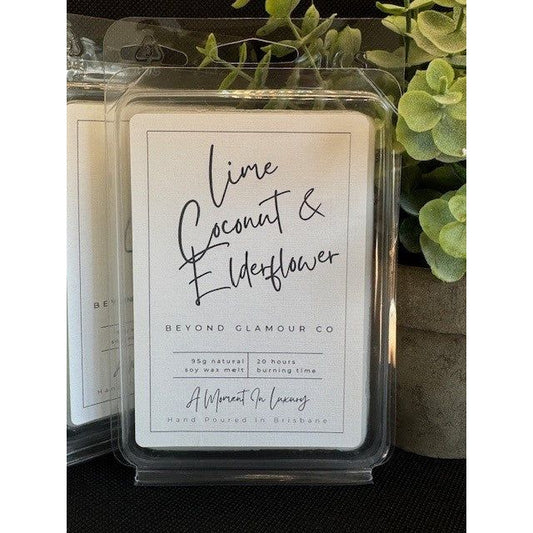 Lime
Coconut &
Elderflower
BEYOND GLAMOUR CO
95g natural
soy wax melt
20 hours
burning time
A Moment In Luxury
Hand Poured In Brisbane